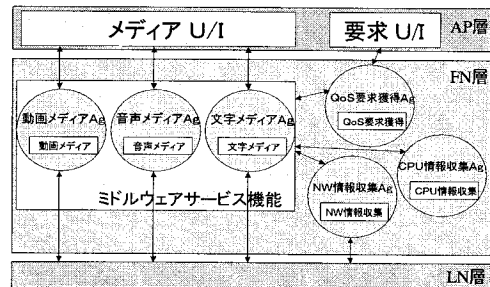 メディア U/I
要求 U/I
AP層
FN層
動画メディアAg
動画メディア
音声メディアAg
音声メディア
文字メディアAg
文字メディア
QoS要求獲得Ag
QoS要求獲得
CPU情報収集Ag
CPU情報収集
NW情報収集Ag
NW情報収集
ミドルウェアサービス機能
LN層